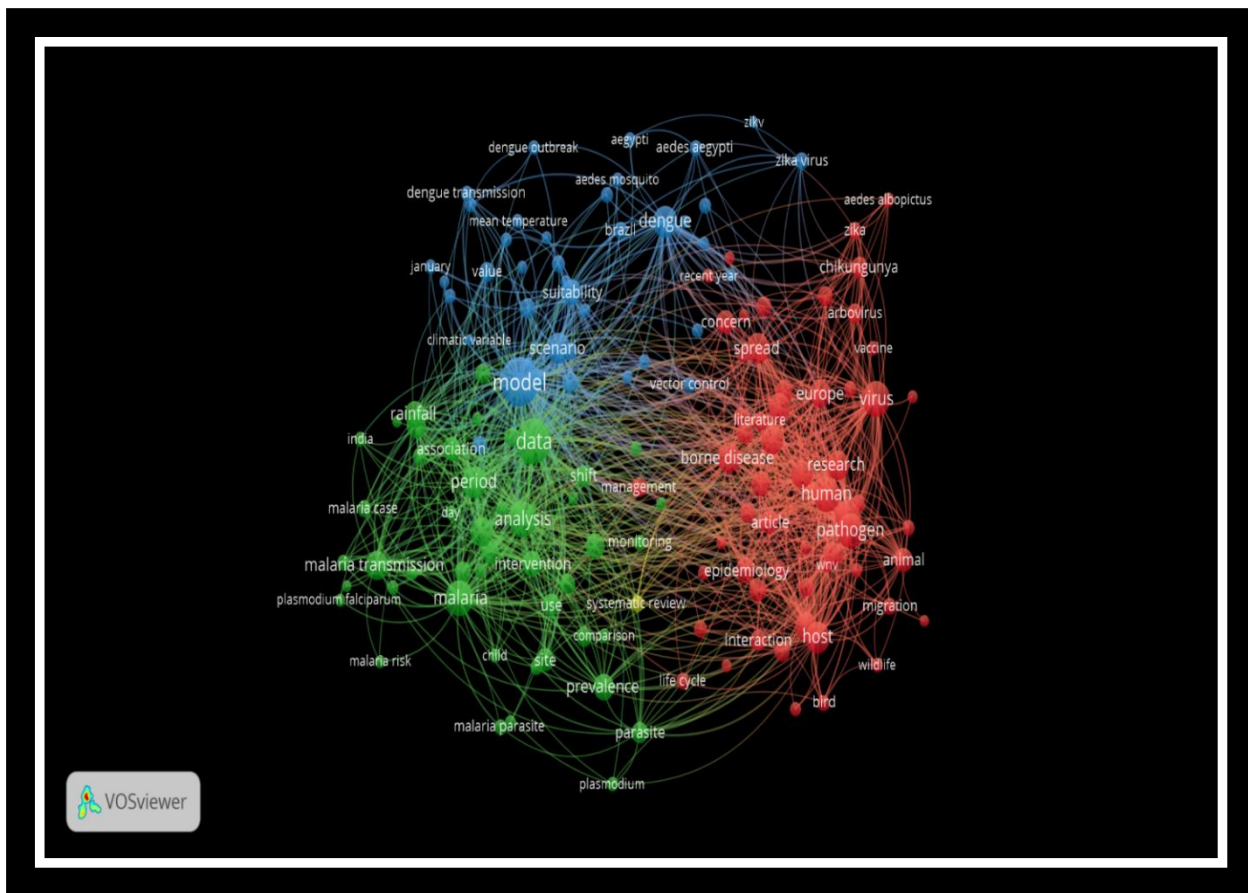 zikv
aegypti
dengue outbreak
aedes aegypti
zika virus
aedes mosquito
dengue transmission
aedes albopictus
mean temperature
dengue
brazil
zika
january
value
recent year
chikungunya
suitability
concern
arbovirus
climatic variable
scenario
spread
vaccine
model
vector control
europe
virus
rainfall
literature
india
data
association
borne disease
research
shift
period
management
human
malaria case
day
analysis
article
pathogen
monitoring
malaria transmission
intervention
epidemiology
wnv
animal
plasmodium falciparum
malaria
use
systematic review
migration
comparison
interaction
host
child
site
malaria risk
wildlife
life cycle
prevalence
bird
malaria parasite
parasite
plasmodium
VOSviewer